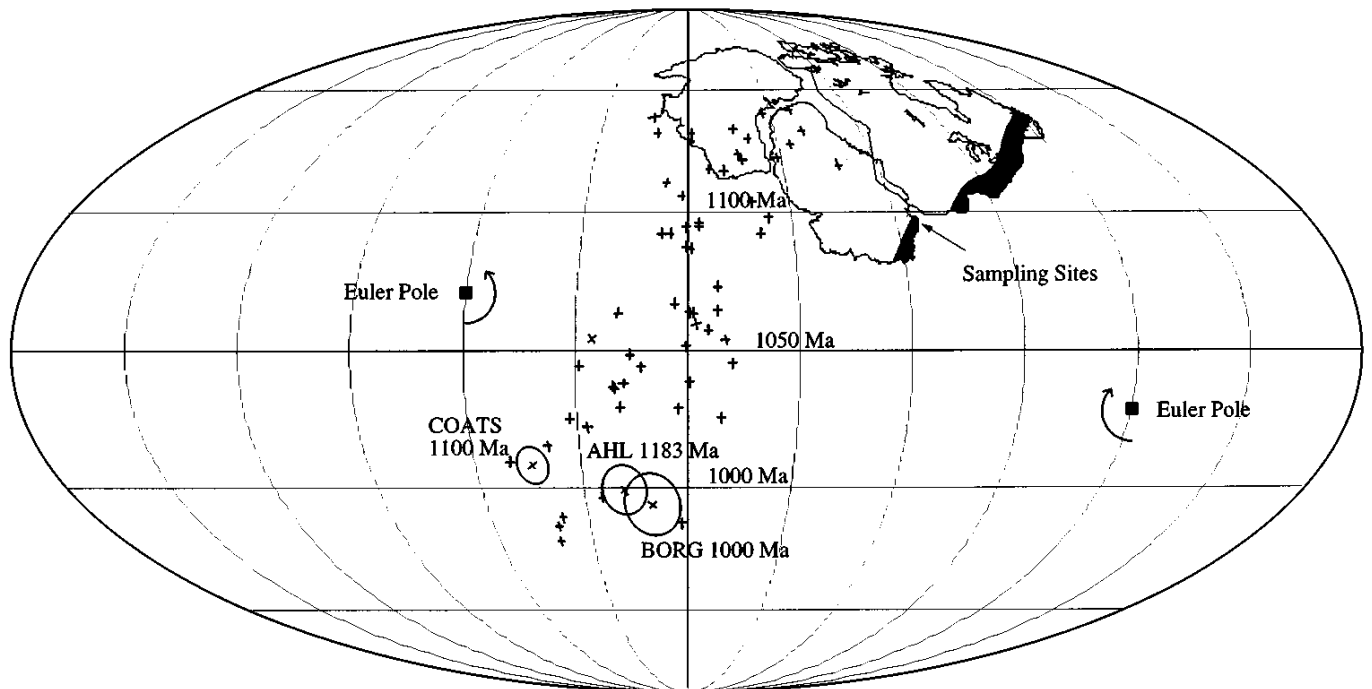 1100 Ma
Sampling Sites
Euler Pole
1050 Ma
Euler Pole
COATS
1100 Ma
AHL 1183 Ma
1000 Ma
BORG 1000 Ma